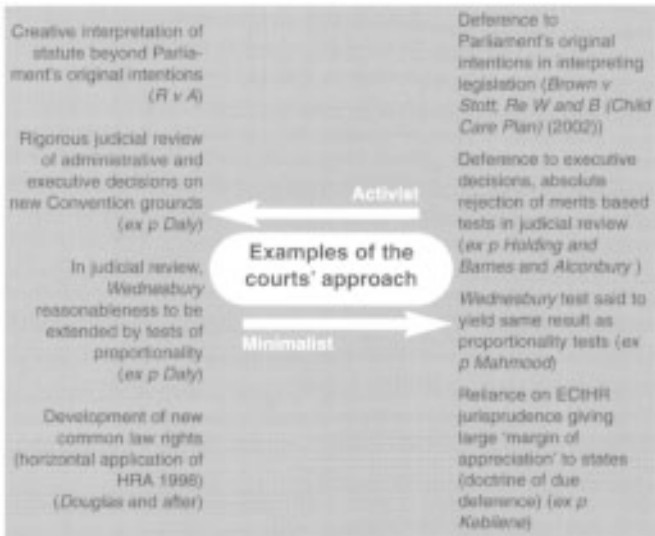 Creative interpretation of
statute beyond Parlia-
ment's original intentions
(R v A)
Rigorous judicial review
of administrative and
executive decisions on
new Convention grounds
(ex p Daly)
In judicial review,
Wednesbury
reasonableness to be
extended by tests of
proportionality
(ex p Daly)
Development of new
common law rights
(horizontal application of
HRA 1998)
(Douglas and after)
Activist
Examples of the
courts' approach
Minimalist
Deference to
Parliament's original
intentions in interpreting
legislation (Brown v
Stott; Re W and B (Child
Care Plan) (2002))
Deference to executive
decisions, absolute
rejection of merits based
tests in judicial review
(ex p Holding and
Barnes and Alconbury )
Wednesbury test said to
yield same result as
proportionality tests (ex
p Mahmood)
Reliance on ECtHR
jurisprudence giving
large 'margin of
appreciation' to states
(doctrine of due
deference) (ex p
Kebilene)